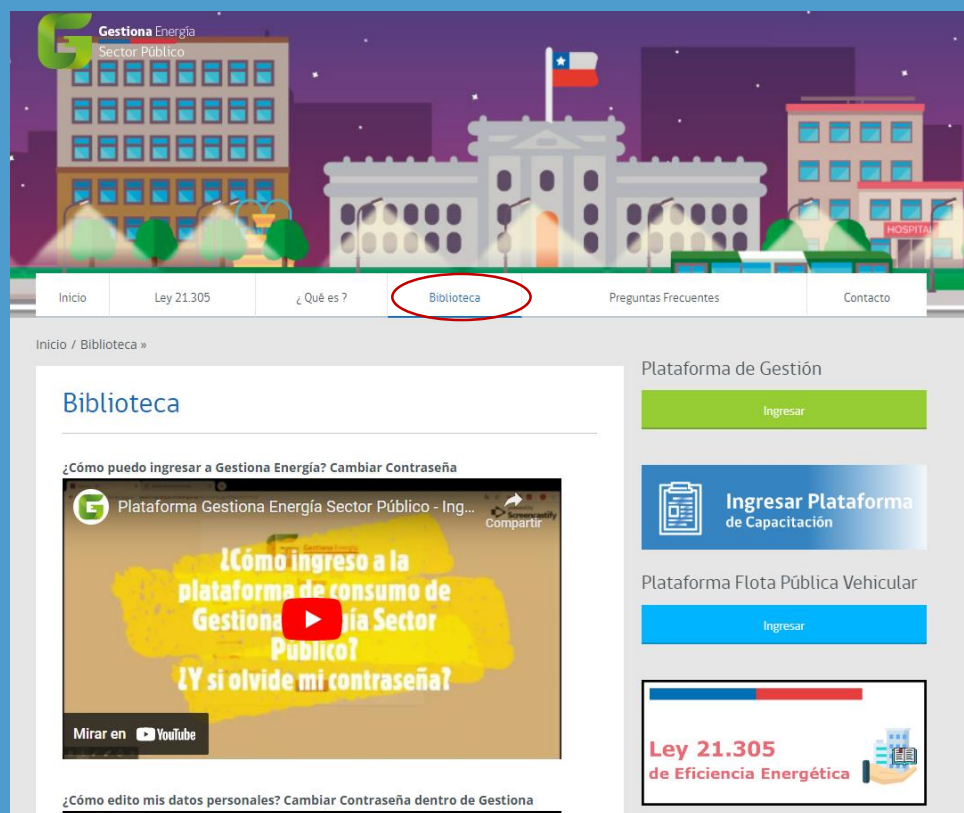 Gestiona Energía
Sector Público
HOSPITAL
Inicio
Ley 21.305
¿ Qué es ?
Biblioteca
Preguntas Frecuentes
Contacto
Inicio / Biblioteca »
Biblioteca
¿Cómo puedo ingresar a Gestiona Energía? Cambiar Contraseña
Plataforma Gestiona Energía Sector Público - Ing...
Screencastify
Compartir
¿Cómo ingreso a la
plataforma de consumo de
Gestiona ía Sector
Público?
¿Y si olvide mi contraseña?
Mirar en YouTube
¿Cómo edito mis datos personales? Cambiar Contraseña dentro de Gestiona
Plataforma de Gestión
Ingresar
Ingresar Plataforma
de Capacitación
Plataforma Flota Pública Vehicular
Ingresar
Ley 21.305
de Eficiencia Energética